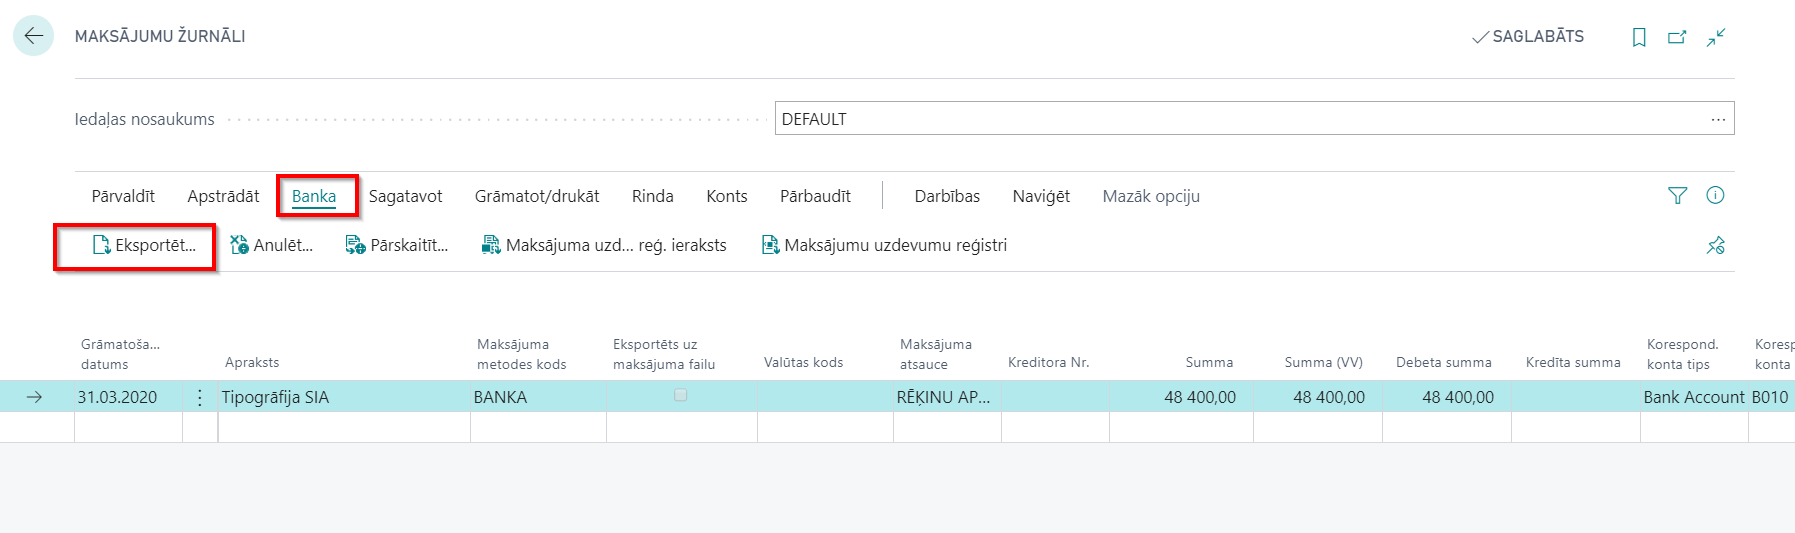 MAKSĀJUMU ŽURNĀLI
SAGLABĀTS
Iedaļas nosaukums
DEFAULT
Pārvaldīt Apstrādāt Banka Sagatavot Grāmatot/drukāt Rinda Konts Pārbaudīt Darbības Naviģēt Mazāk opciju
Eksportēt... Anulēt... Pārskaitīt... Maksājuma uzd... reģ. ieraksts Maksājumu uzdevumu reģistri
Grāmatoša... datums Apraksts Maksājuma metodes kods Eksportēts uz maksājuma failu Valūtas kods Maksājuma atsauce Kreditora Nr. Summa Summa (VV) Debeta summa Kredīta summa Korespond. konta tips Koresp konta
31.03.2020 Tipogrāfija SIA BANKA RĒĶINU AP... 48 400,00 48 400,00 48 400,00 Bank Account B010